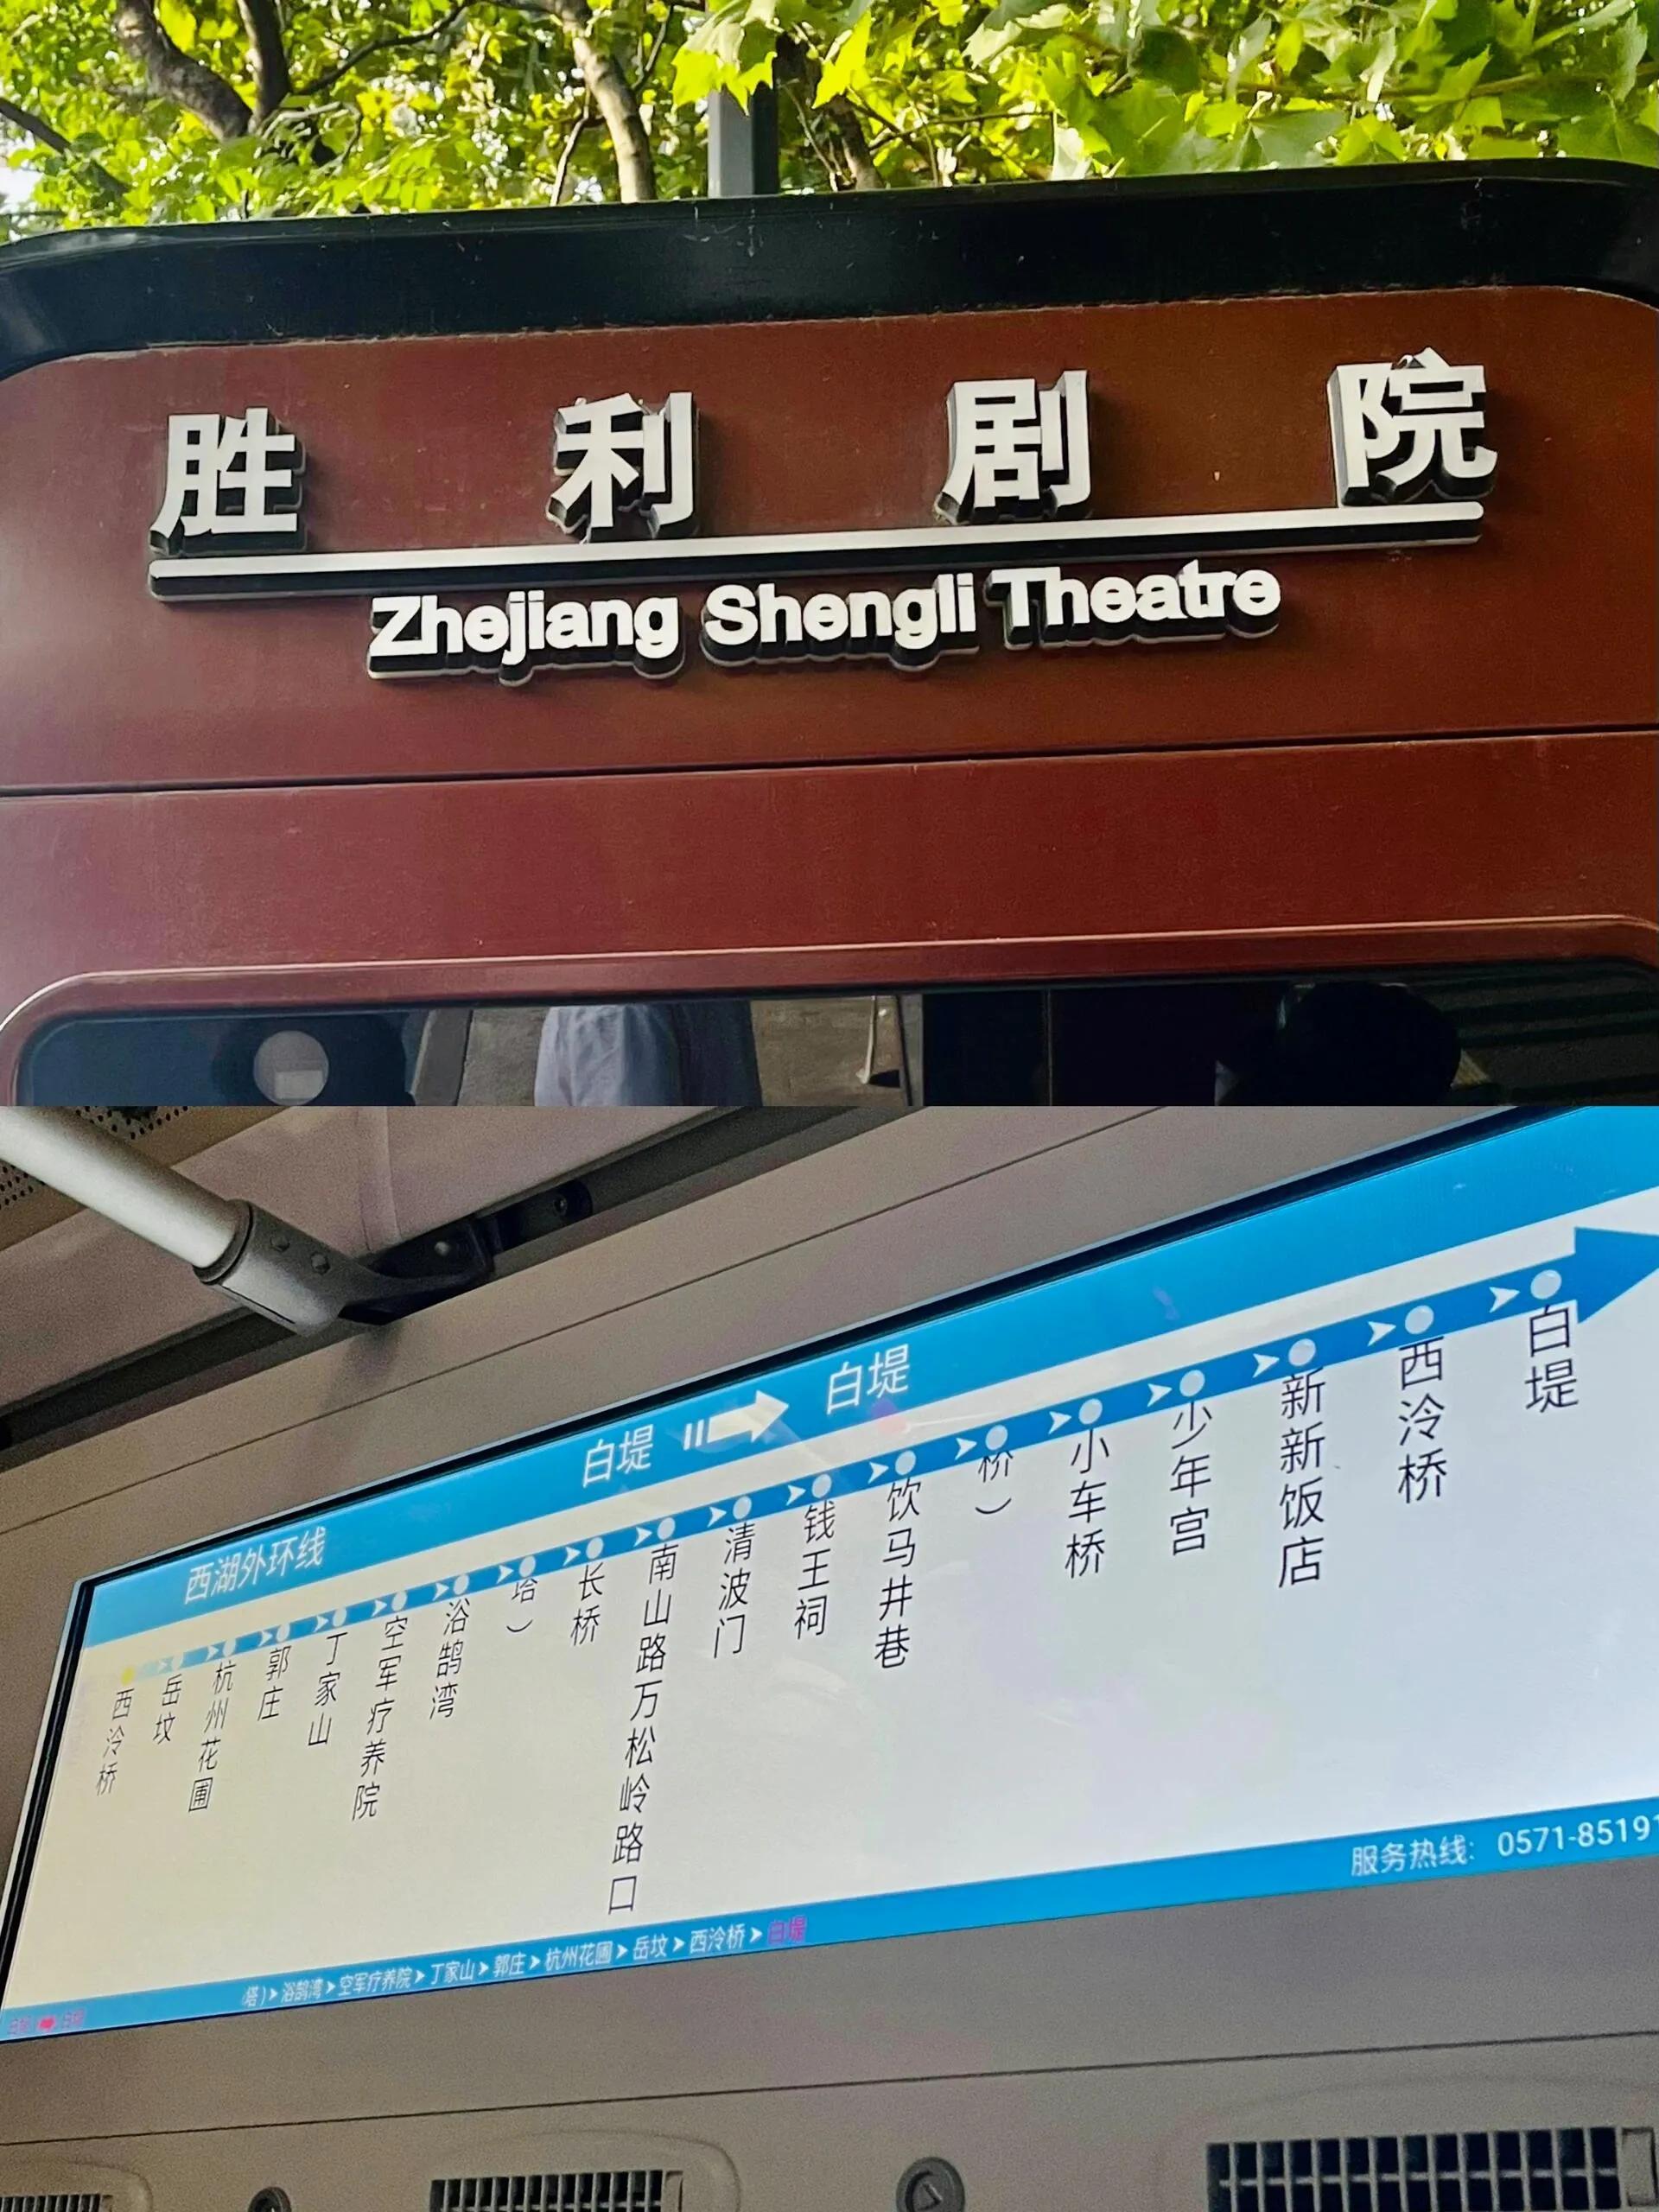 胜利剧院
Zhejiang Shengli Theatre
西湖外环线
白堤
白堤
西泠桥
岳坟
杭州花圃
郭庄
丁家山
空军疗养院
浴鹄湾
塔）
长桥
南山路万松岭路口
清波门
钱王祠
饮马井巷
桥）
小车桥
少年宫
新新饭店
西泠桥
白堤
服务热线: 0571-85191
塔)>浴鹄湾>空军疗养院>丁家山>郭庄>杭州花圃>岳坟>西泠桥>白堤